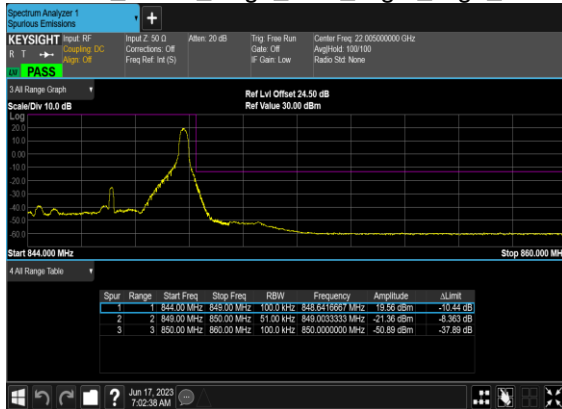 Spectrum Analyzer 1
Spurious Emissions
+
KEYSIGHT Input: RF
R T Coupling: DC
Align: Off
Input Z: 50 Ω
Corrections: Off
Freq Ref: Int (S)
Atten: 20 dB
Trig: Free Run
Gate: Off
IF Gain: Low
Center Freq: 22.005000000 GHz
Avg|Hold: 100/100
Radio Std: None
PASS
3 All Range Graph
Scale/Div 10.0 dB
Ref Lvl Offset 24.50 dB
Ref Value 30.00 dBm
Log
20.0
10.0
0.00
-10.0
-20.0
-30.0
-40.0
-50.0
-60.0
Start 844.000 MHz
Stop 860.000 MH
4 All Range Table
Spur Range Start Freq Stop Freq RBW Frequency Amplitude ΔLimit
1 1 844.00 MHz 849.00 MHz 100.0 kHz 848.6416667 MHz 19.56 dBm -10.44 dB
2 2 849.00 MHz 850.00 MHz 51.00 kHz 849.0033333 MHz -21.36 dBm -8.363 dB
3 3 850.00 MHz 860.00 MHz 100.0 kHz 850.0000000 MHz -50.89 dBm -37.89 dB
?
Jun 17, 2023
7:02:38 AM